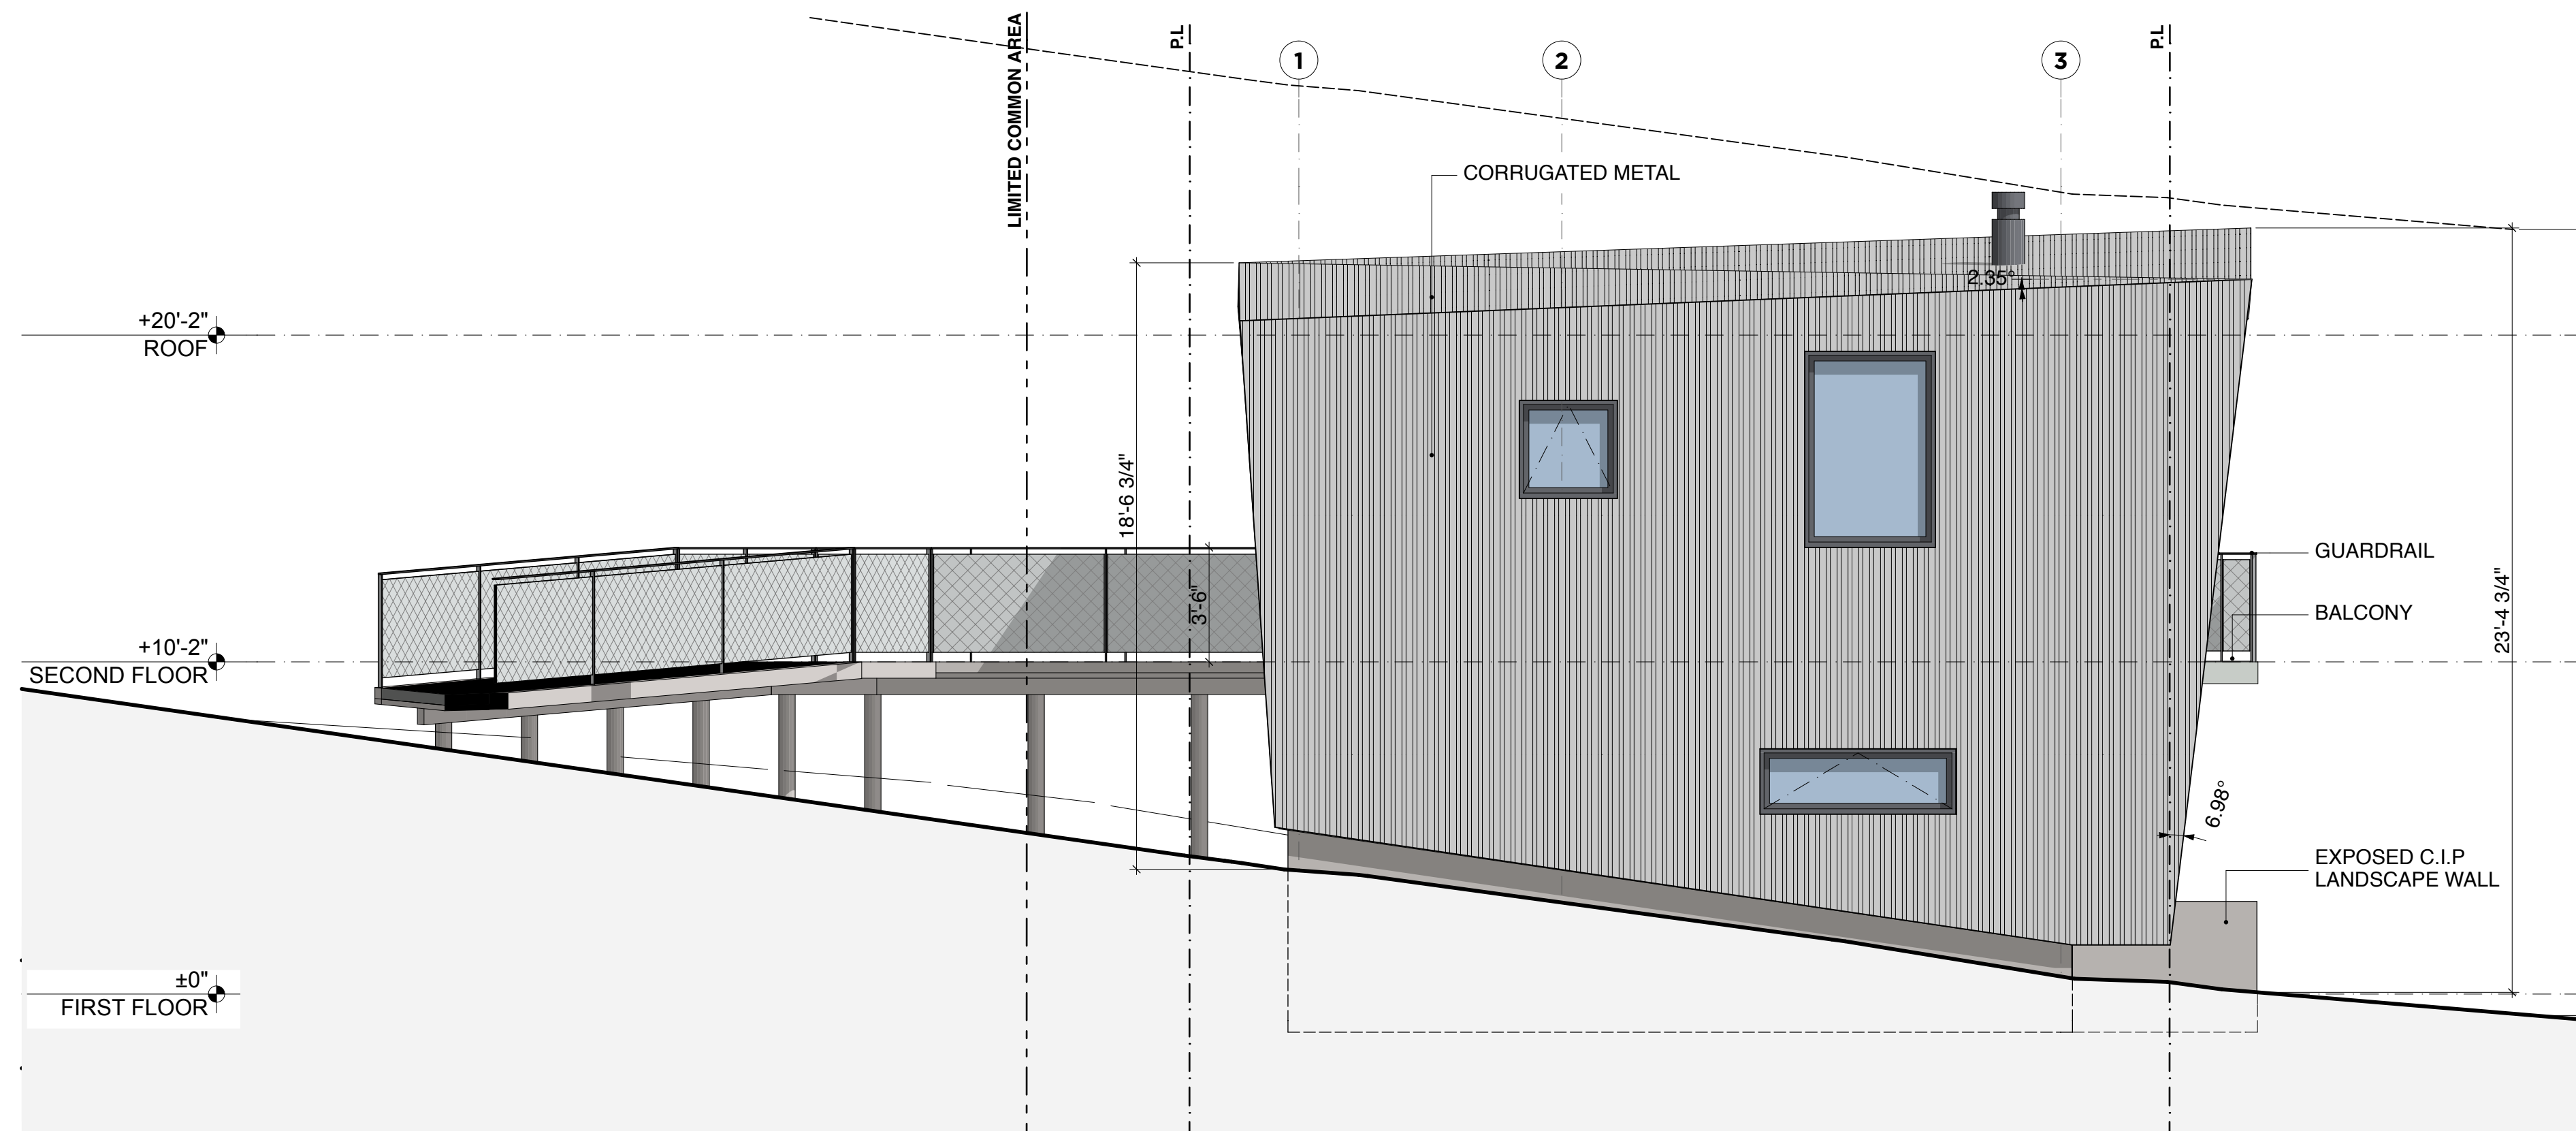 LIMITED COMMON AREA
P.L
1
2
3
P.L
CORRUGATED METAL
2.35°
+20'-2"
ROOF
18'-6 3/4"
3'-6"
GUARDRAIL
BALCONY
23'-4 3/4"
+10'-2"
SECOND FLOOR
6.98°
EXPOSED C.I.P
LANDSCAPE WALL
±0"
FIRST FLOOR